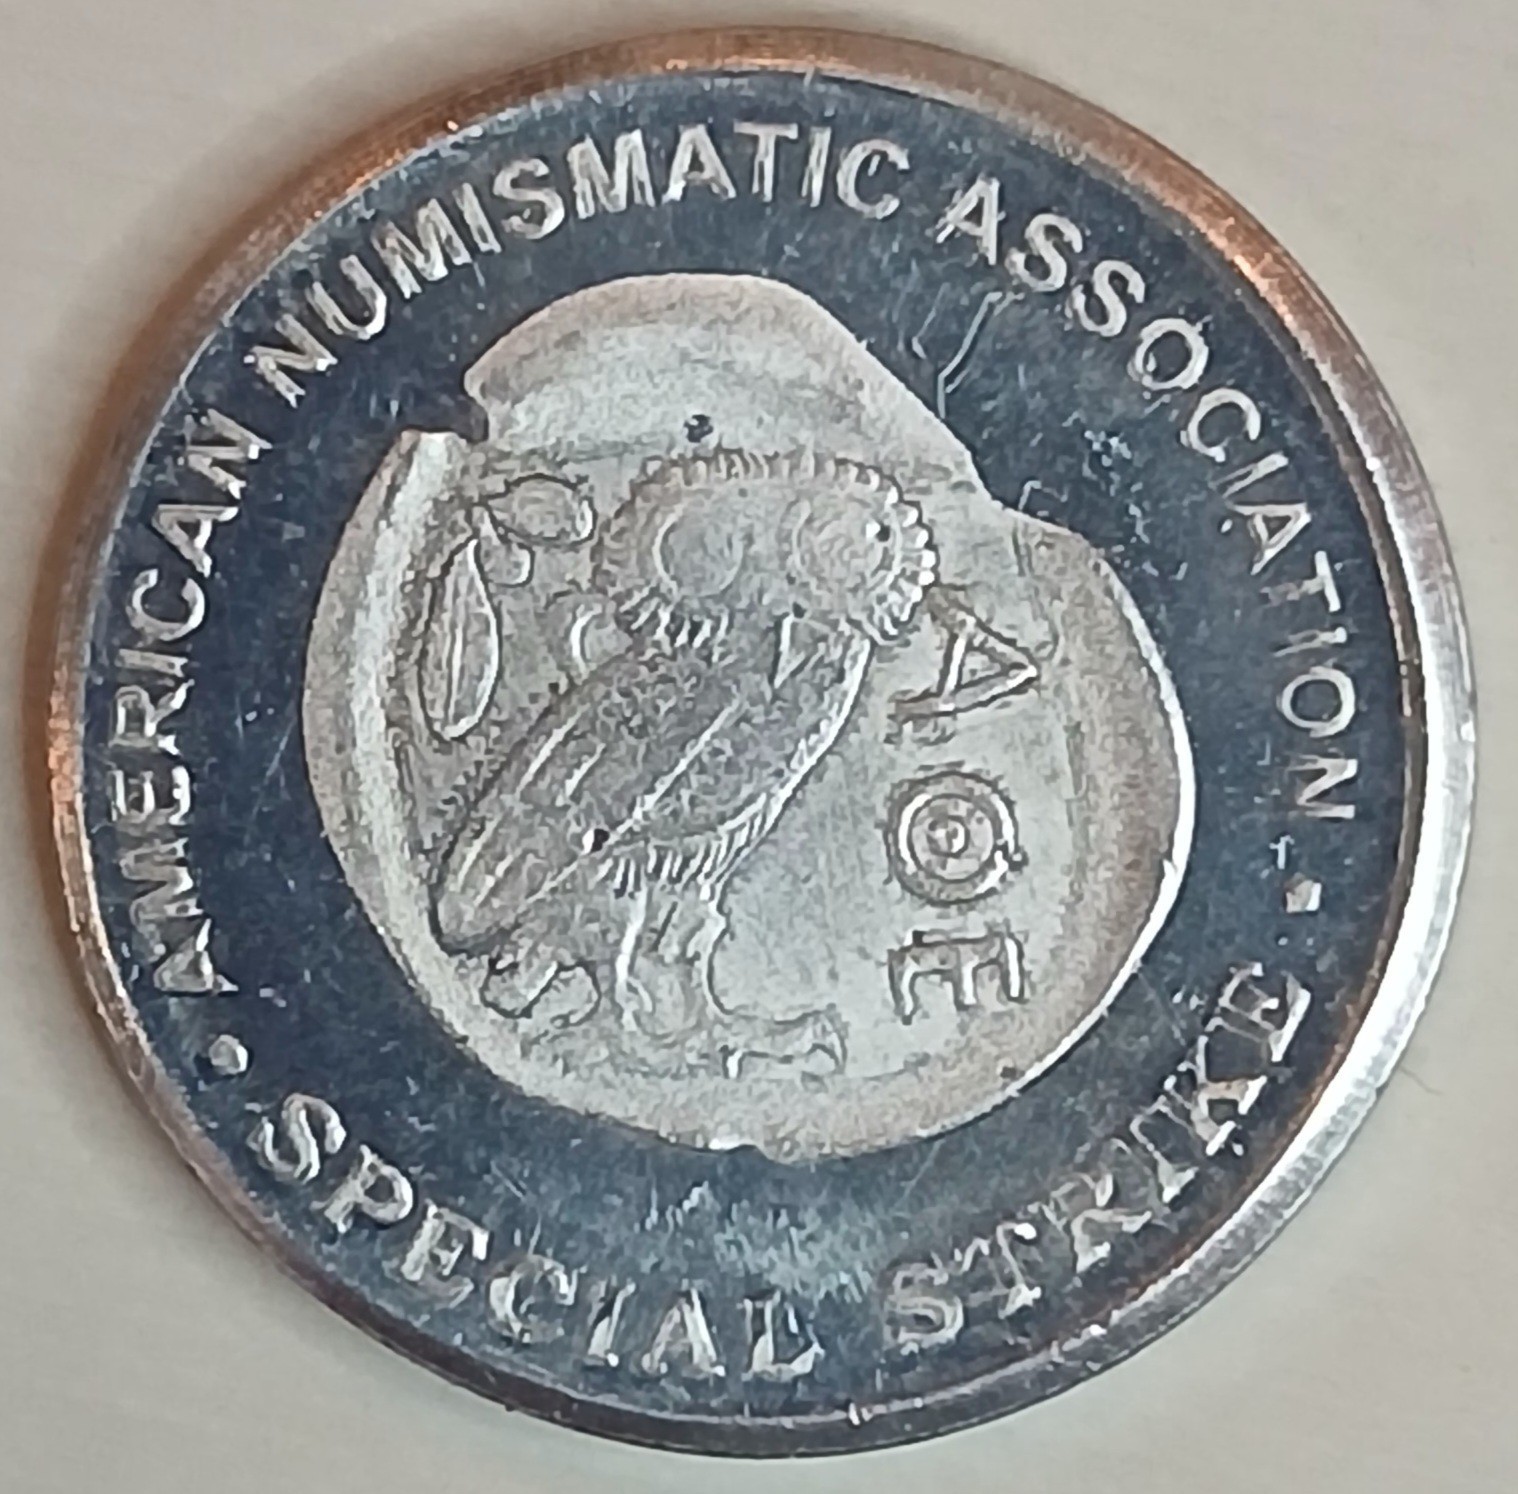 AMERICAN NUMISMATIC ASSOCIATION
ΑΘΕ
• SPECIAL STRIKE •